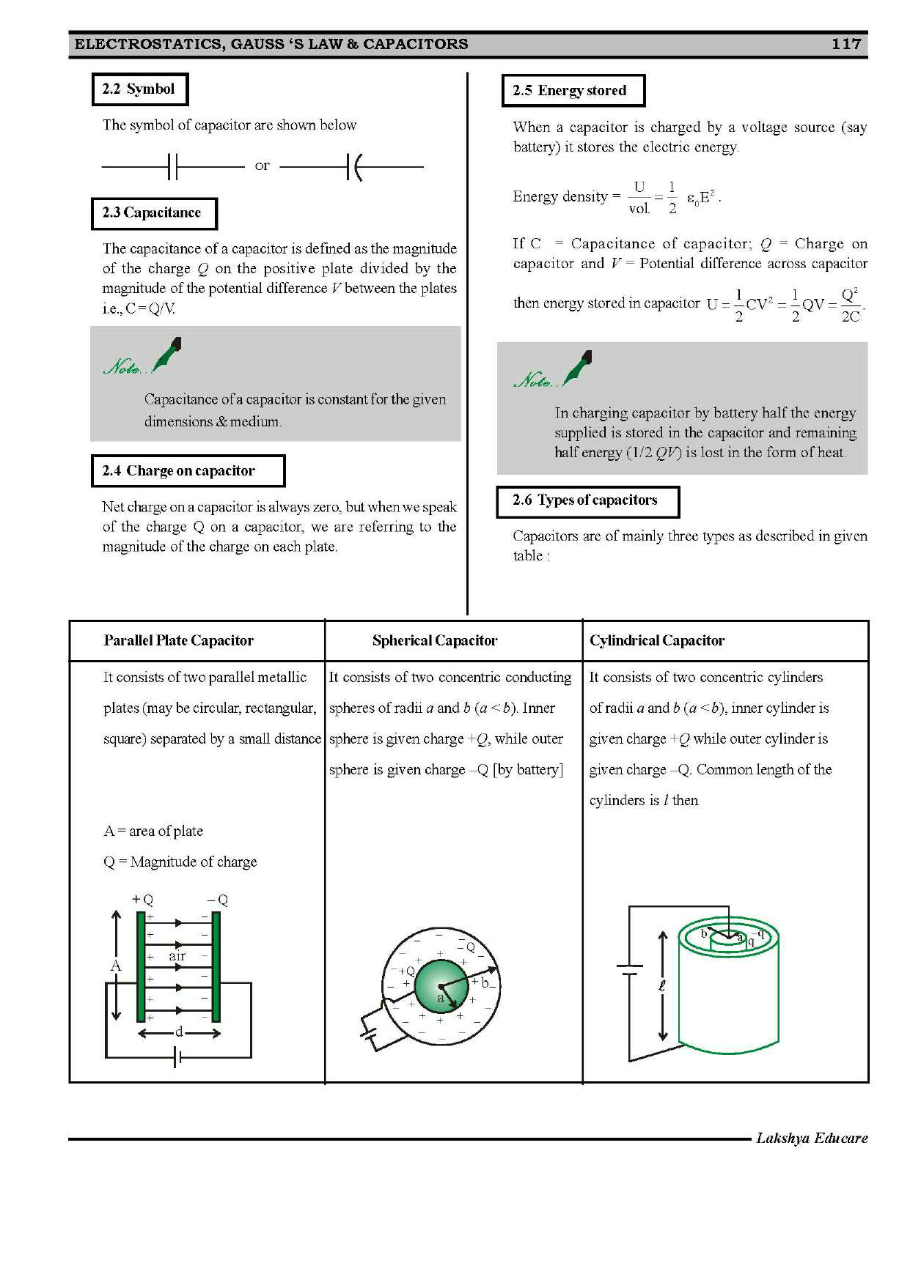 ELECTROSTATICS, GAUSS ‘S LAW & CAPACITORS 117
2.2 Symbol
The symbol of capacitor are shown below
or
2.3 Capacitance
The capacitance of a capacitor is defined as the magnitude
of the charge Q on the positive plate divided by the
magnitude of the potential difference V between the plates
i.e., C = Q/V.
Note..
Capacitance of a capacitor is constant for the given
dimensions & medium.
2.4 Charge on capacitor
Net charge on a capacitor is always zero, but when we speak
of the charge Q on a capacitor, we are referring to the
magnitude of the charge on each plate.
2.5 Energy stored
When a capacitor is charged by a voltage source (say
battery) it stores the electric energy.
Energy density = U/vol. = 1/2 ε₀E².
If C = Capacitance of capacitor; Q = Charge on
capacitor and V = Potential difference across capacitor
then energy stored in capacitor U = 1/2 CV² = 1/2 QV = Q²/2C.
Note..
In charging capacitor by battery half the energy
supplied is stored in the capacitor and remaining
half energy (1/2 QV) is lost in the form of heat.
2.6 Types of capacitors
Capacitors are of mainly three types as described in given
table :
Parallel Plate Capacitor
It consists of two parallel metallic
plates (may be circular, rectangular,
square) separated by a small distance
A = area of plate
Q = Magnitude of charge
+Q –Q
air
A
d
Spherical Capacitor
It consists of two concentric conducting
spheres of radii a and b (a < b). Inner
sphere is given charge +Q, while outer
sphere is given charge –Q [by battery]
–Q
+Q
b
a
Cylindrical Capacitor
It consists of two concentric cylinders
of radii a and b (a < b), inner cylinder is
given charge +Q while outer cylinder is
given charge –Q. Common length of the
cylinders is l then
b a q –q
ℓ
Lakshya Educare